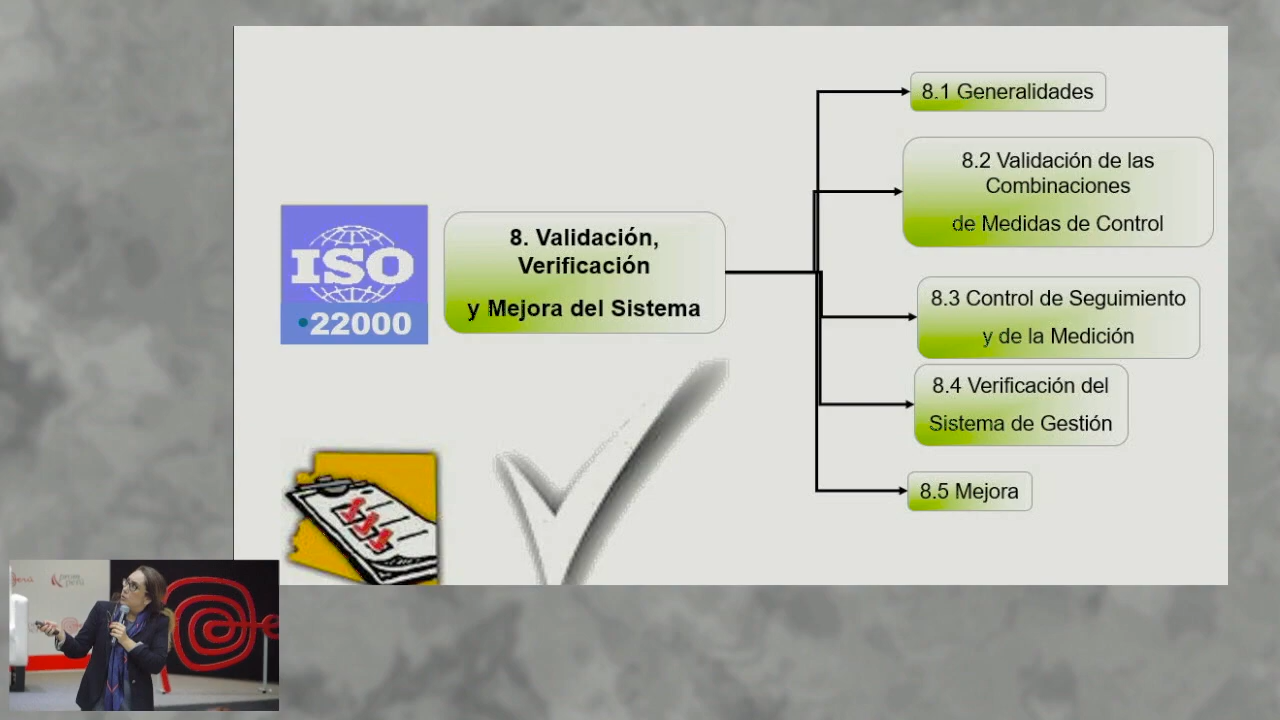 8.1 Generalidades
8.2 Validación de las
Combinaciones
de Medidas de Control
ISO
•22000
8. Validación,
Verificación
y Mejora del Sistema
8.3 Control de Seguimiento
y de la Medición
8.4 Verificación del
Sistema de Gestión
8.5 Mejora